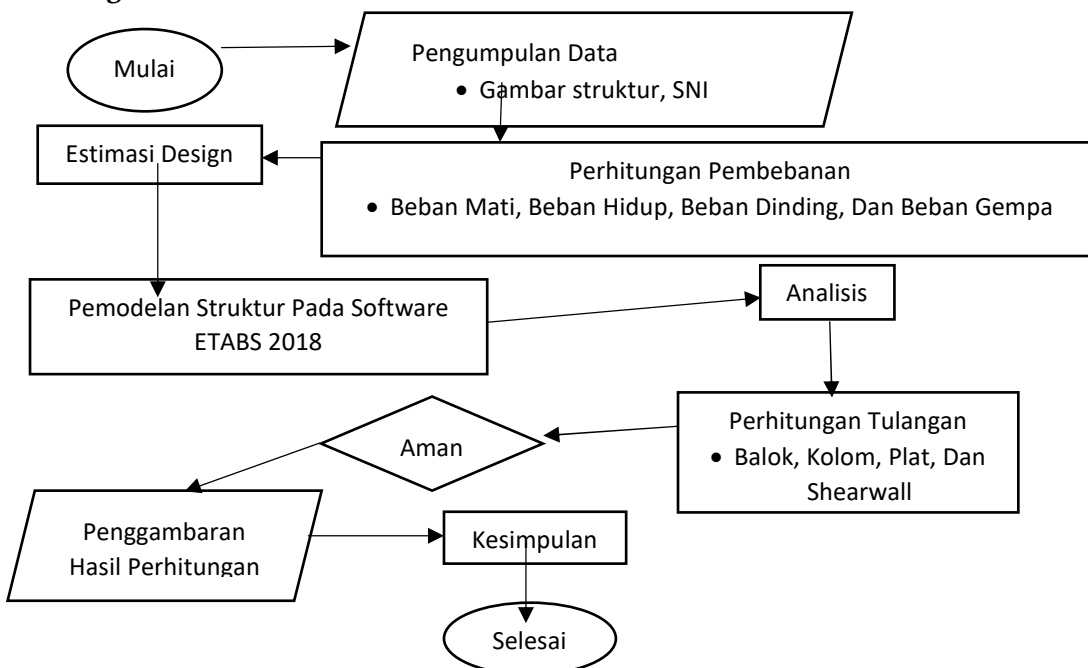 Mulai
Pengumpulan Data
• Gambar struktur, SNI
Estimasi Design
Perhitungan Pembebanan
• Beban Mati, Beban Hidup, Beban Dinding, Dan Beban Gempa
Pemodelan Struktur Pada Software
ETABS 2018
Analisis
Perhitungan Tulangan
• Balok, Kolom, Plat, Dan
Shearwall
Aman
Penggambaran
Hasil Perhitungan
Kesimpulan
Selesai